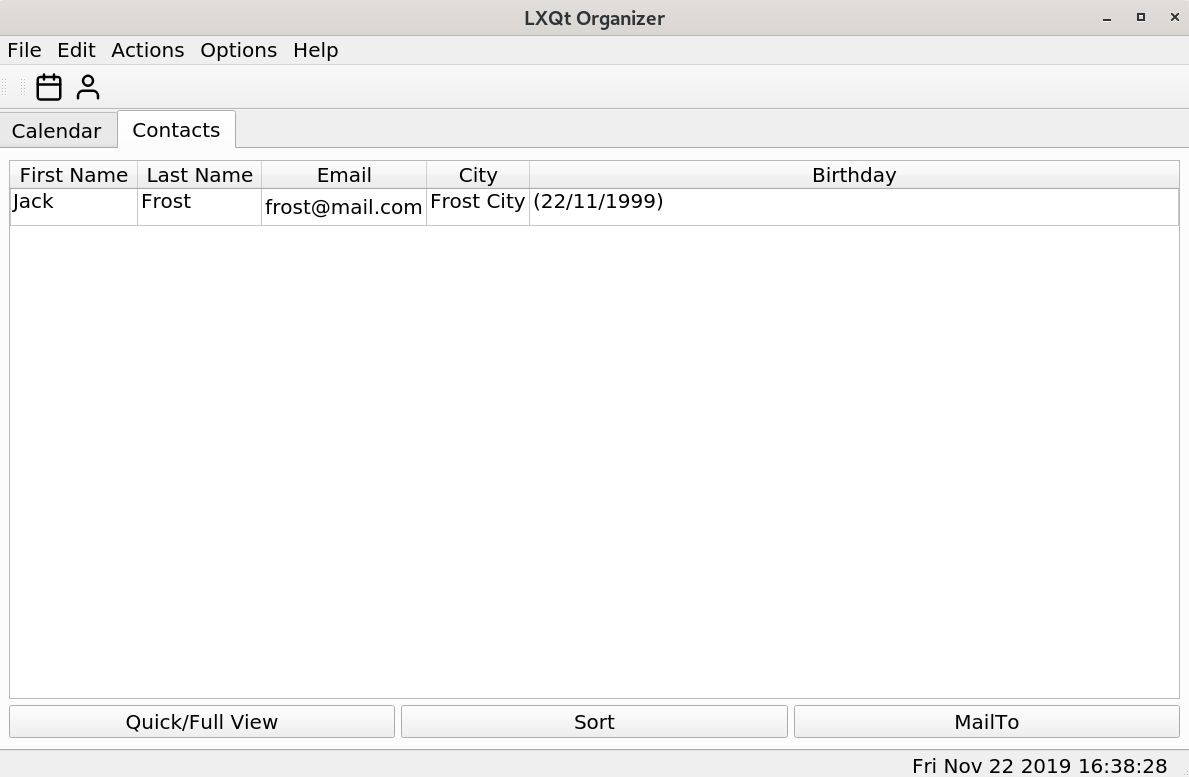 LXQt Organizer
File Edit Actions Options Help
Calendar Contacts
First Name Last Name Email City Birthday
Jack Frost frost@mail.com Frost City (22/11/1999)
Quick/Full View Sort MailTo
Fri Nov 22 2019 16:38:28